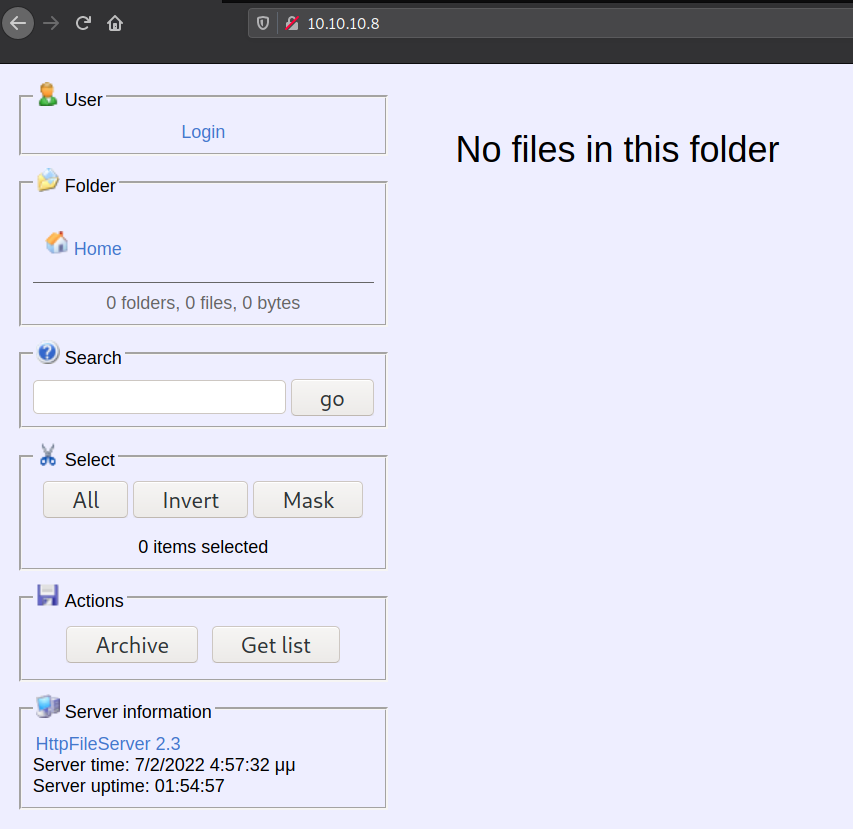 10.10.10.8
User
Login
No files in this folder
Folder
Home
0 folders, 0 files, 0 bytes
Search
go
Select
All Invert Mask
0 items selected
Actions
Archive Get list
Server information
HttpFileServer 2.3
Server time: 7/2/2022 4:57:32 μμ
Server uptime: 01:54:57